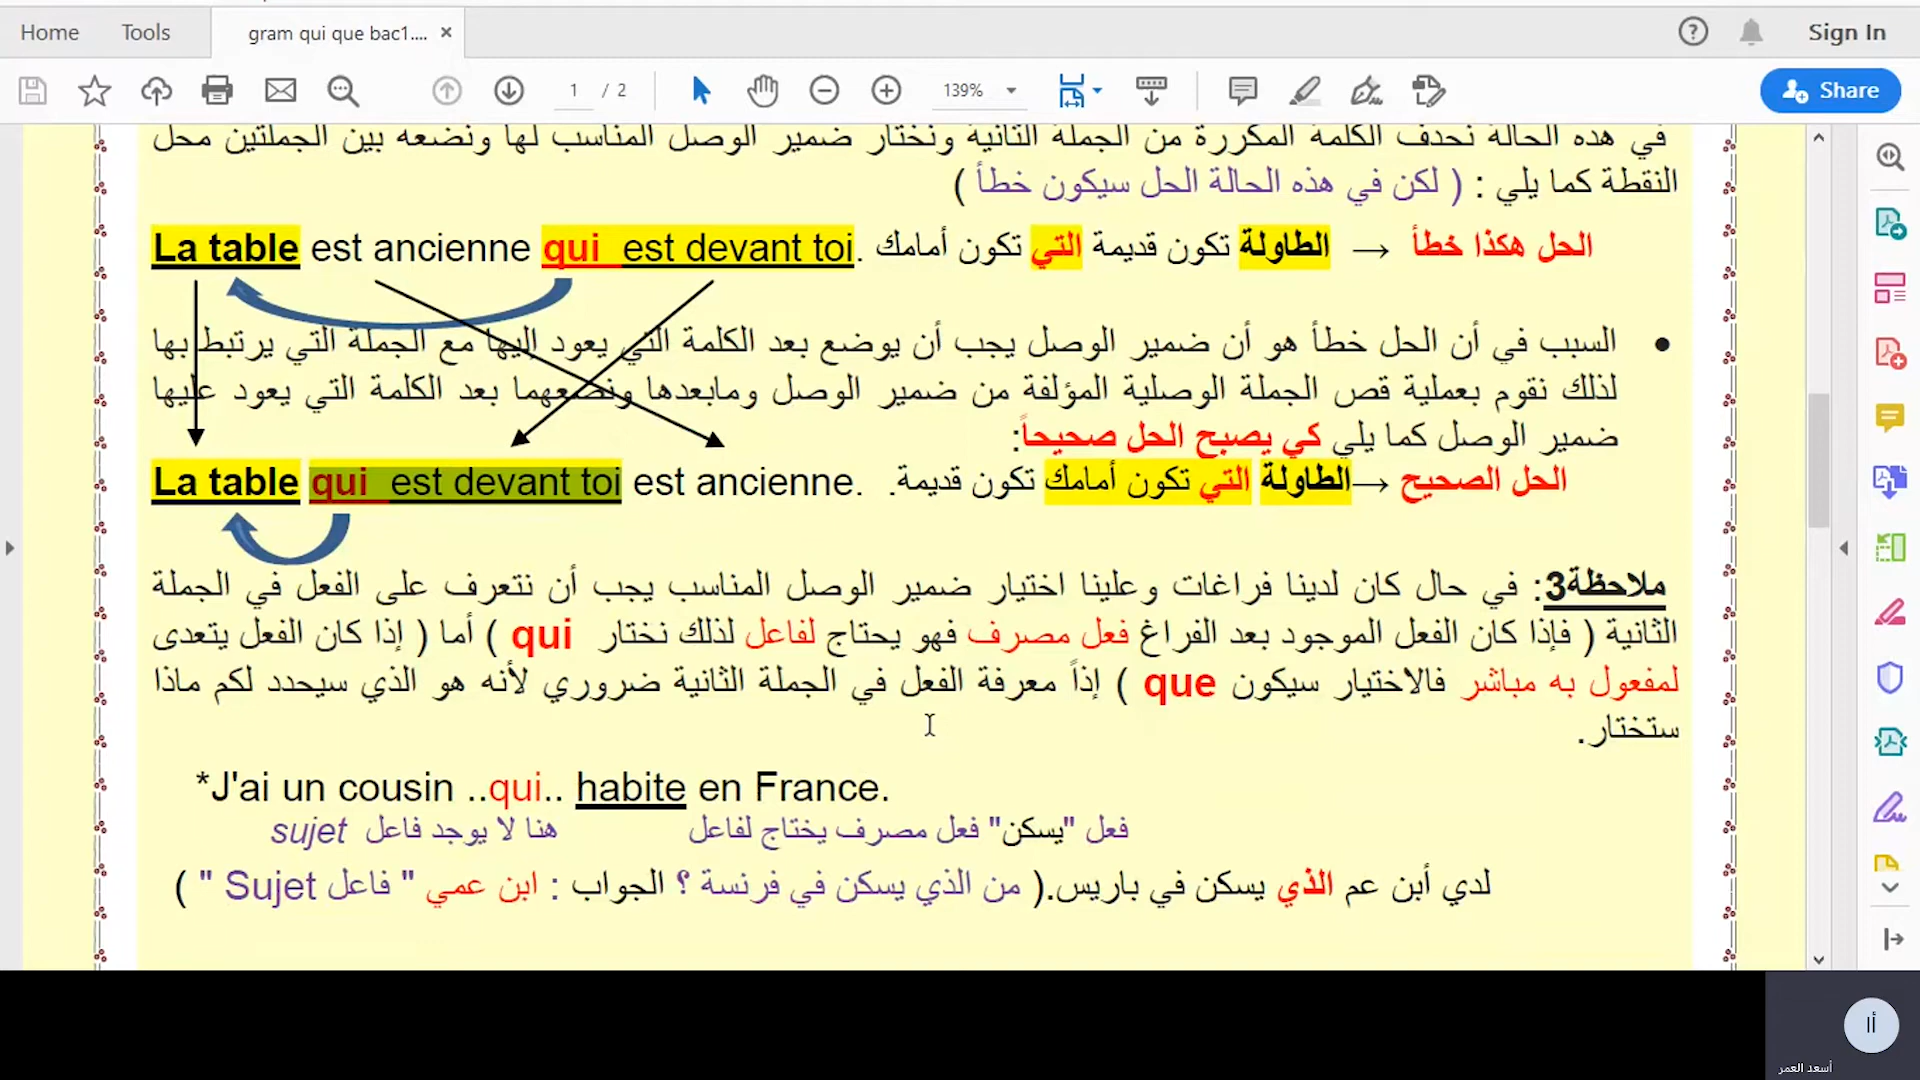 Home Tools gram qui que bac1.... × Sign In
1 / 2 139% Share
في هذه الحالة نحذف الكلمة المكررة من الجملة الثانية ونختار ضمير الوصل المناسب لها ونضعه بين الجملتين محل
النقطة كما يلي : ( لكن في هذه الحالة الحل سيكون خطأ )
La table est ancienne qui est devant toi. الحل هكذا خطأ → الطاولة تكون قديمة التي تكون أمامك
• السبب في أن الحل خطأ هو أن ضمير الوصل يجب أن يوضع بعد الكلمة التي يعود إليها مع الجملة التي يرتبط بها
لذلك نقوم بعملية قص الجملة الوصلية المؤلفة من ضمير الوصل ومابعدها ونضعهما بعد الكلمة التي يعود عليها
ضمير الوصل كما يلي كي يصبح الحل صحيحاً:
La table qui est devant toi est ancienne. الحل الصحيح → الطاولة التي تكون أمامك تكون قديمة.
ملاحظة3: في حال كان لدينا فراغات وعلينا اختيار ضمير الوصل المناسب يجب أن نتعرف على الفعل في الجملة
الثانية ( فإذا كان الفعل الموجود بعد الفراغ فعل مصرف فهو يحتاج لفاعل لذلك نختار qui ) أما ( إذا كان الفعل يتعدى
لمفعول به مباشر فالاختيار سيكون que ) إذاً معرفة الفعل في الجملة الثانية ضروري لأنه هو الذي سيحدد لكم ماذا
ستختار.
*J'ai un cousin ..qui.. habite en France.
فعل "يسكن" فعل مصرف يختاج لفاعل هنا لا يوجد فاعل sujet
لدي أبن عم الذي يسكن في باريس.( من الذي يسكن في فرنسة ؟ الجواب : ابن عمي " فاعل Sujet " )
أا
أسعد العمر